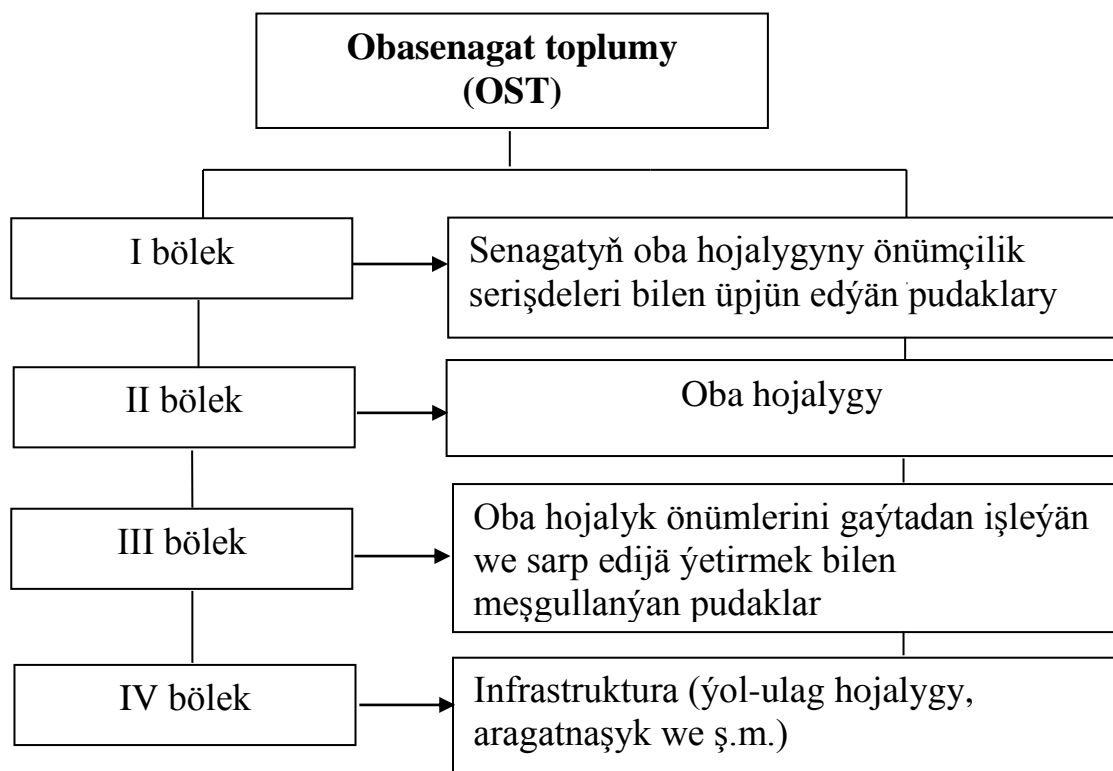 Obasenagat toplumy
(OST)
I bölek
Senagatyň oba hojalygyny önümçilik
serişdeleri bilen üpjün edýän pudaklary
II bölek
Oba hojalygy
III bölek
Oba hojalyk önümlerini gaýtadan işleýän
we sarp edijä ýetirmek bilen
meşgullanýan pudaklar
IV bölek
Infrastruktura (ýol-ulag hojalygy,
aragatnaşyk we ş.m.)